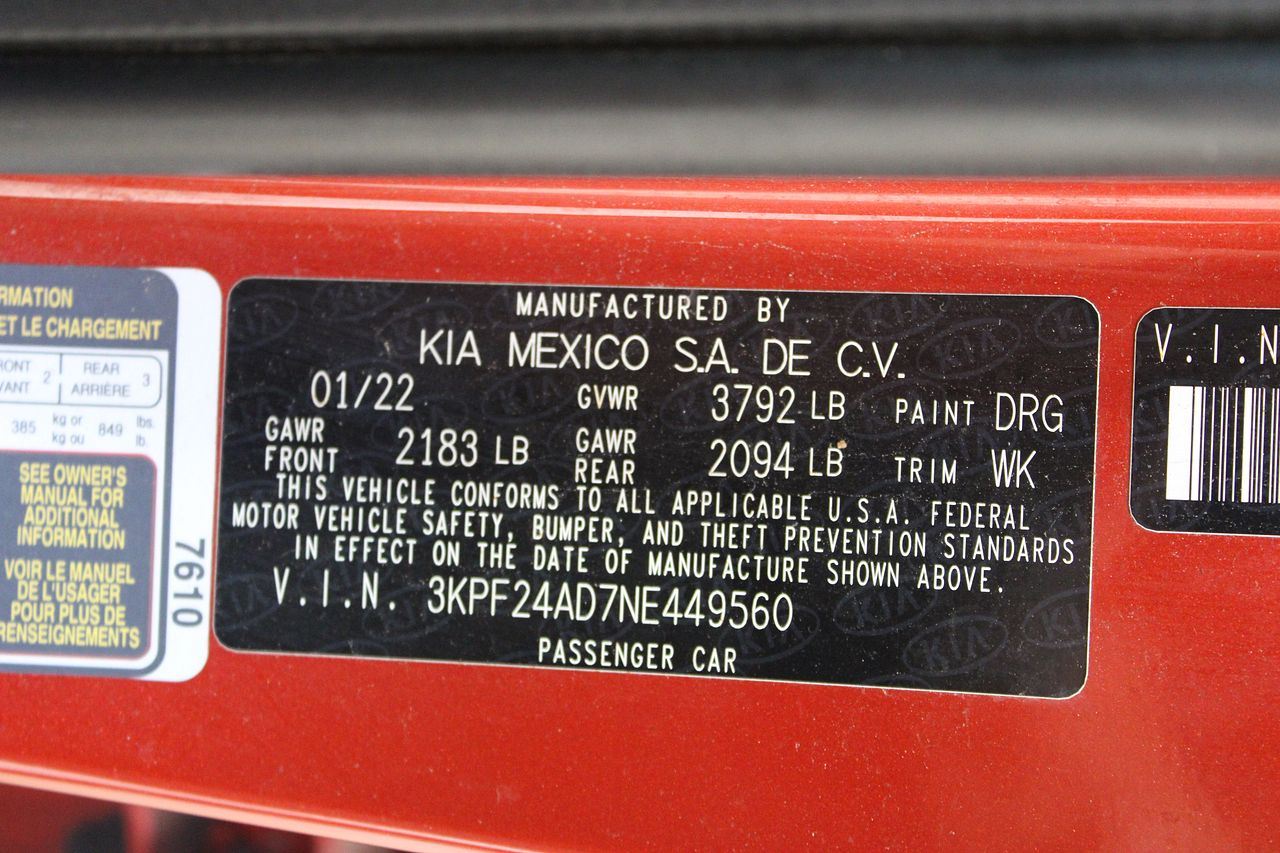 RMATION
ET LE CHARGEMENT
RONT 2 REAR 3
VANT ARRIÈRE
385 kg or 849 lbs.
kg ou lb.
SEE OWNER'S
MANUAL FOR
ADDITIONAL
INFORMATION
VOIR LE MANUEL
DE L'USAGER
POUR PLUS DE
RENSEIGNEMENTS
7610
MANUFACTURED BY
KIA MEXICO S.A. DE C.V.
01/22 GVWR 3792 LB PAINT DRG
GAWR FRONT 2183 LB GAWR REAR 2094 LB TRIM WK
THIS VEHICLE CONFORMS TO ALL APPLICABLE U.S.A. FEDERAL
MOTOR VEHICLE SAFETY, BUMPER, AND THEFT PREVENTION STANDARDS
IN EFFECT ON THE DATE OF MANUFACTURE SHOWN ABOVE.
V.I.N. 3KPF24AD7NE449560
PASSENGER CAR
V.I.N